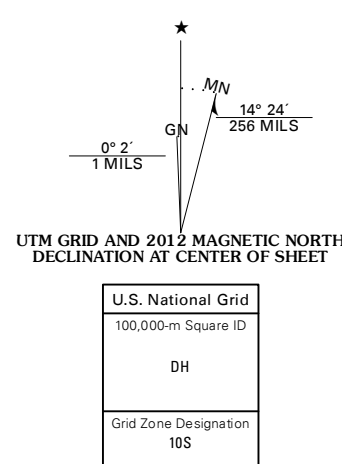 ★
MN
14° 24´
256 MILS
GN
0° 2´
1 MILS
UTM GRID AND 2012 MAGNETIC NORTH
DECLINATION AT CENTER OF SHEET
U.S. National Grid
100,000-m Square ID
DH
Grid Zone Designation
10S